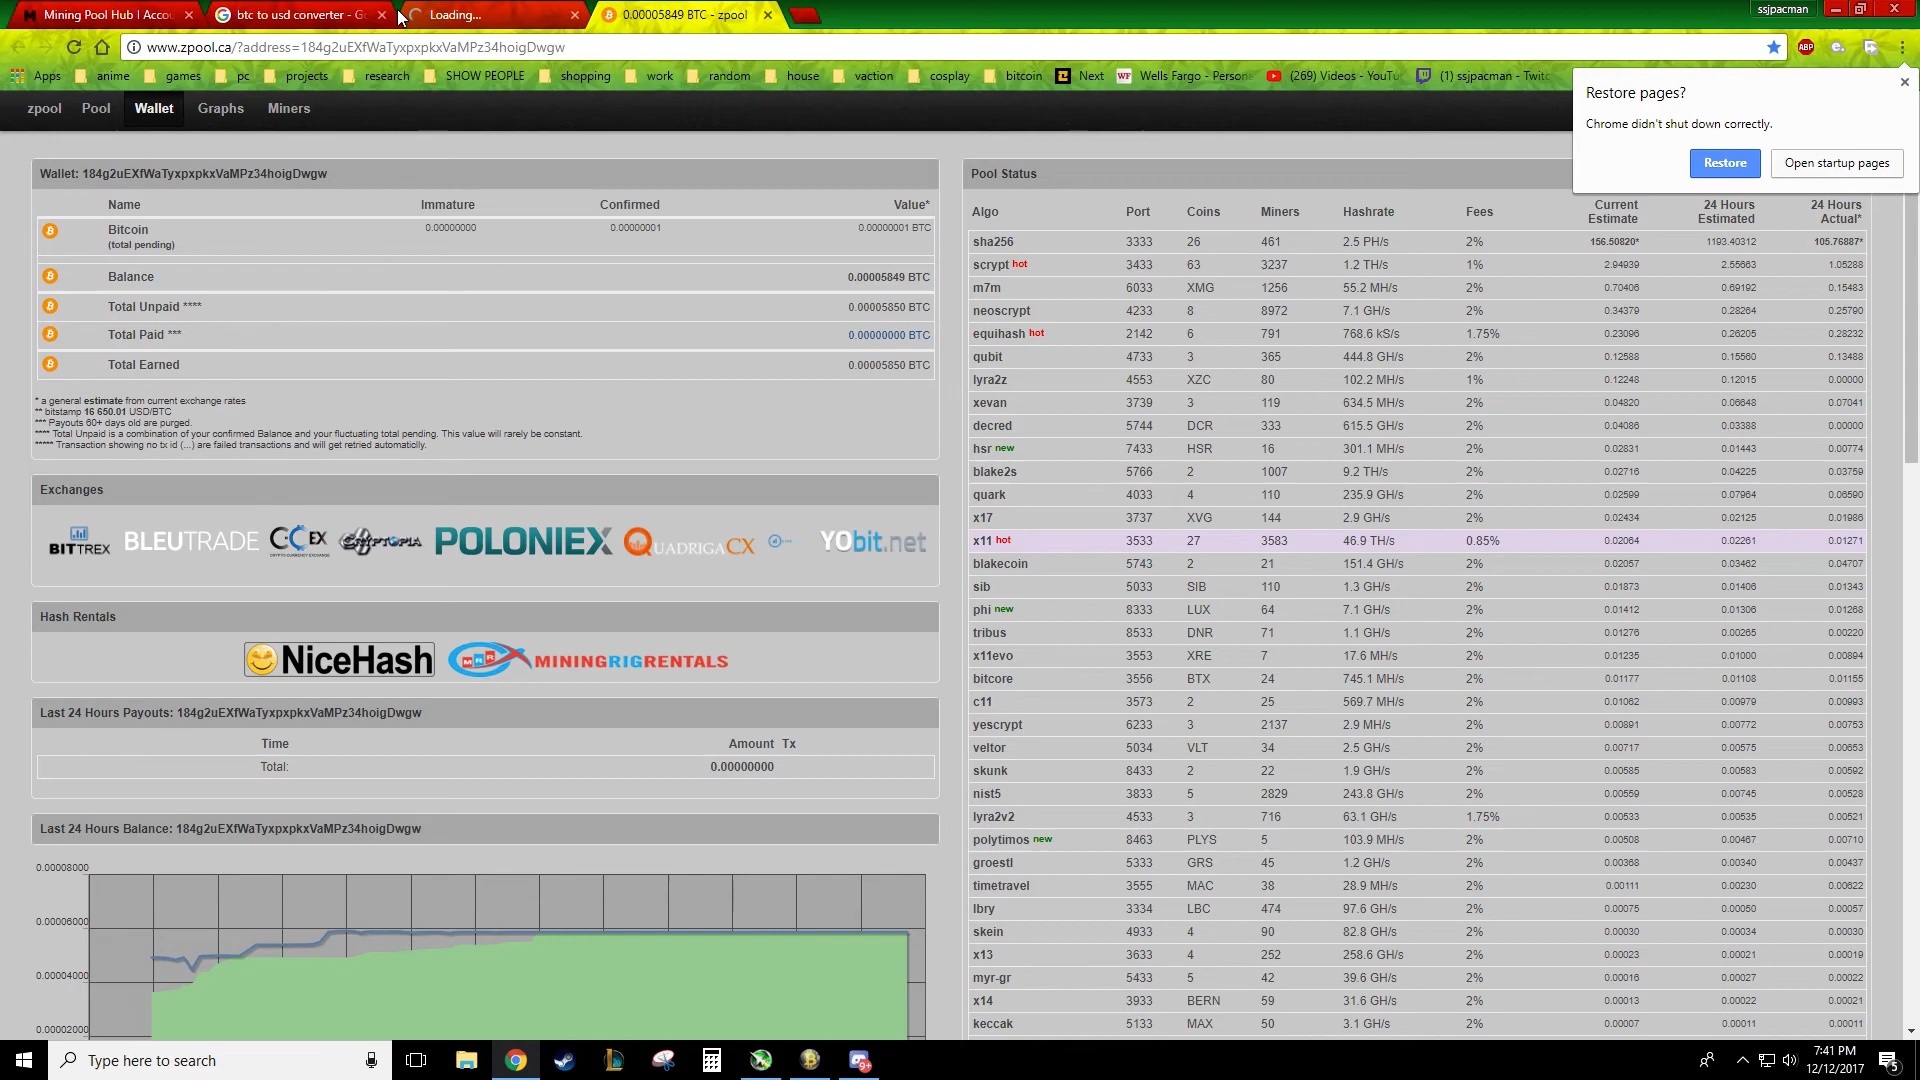 Mining Pool Hub | Accou
btc to usd converter - Go
Loading...
0.00005849 BTC - zpool
ssjpacman
www.zpool.ca/?address=184g2uEXfWaTyxpxpkxVaMPz34hoigDwgw
ABP
Apps anime games pc projects research SHOW PEOPLE shopping work random house vaction cosplay bitcoin Next WF Wells Fargo - Persona (269) Videos - YouTu (1) ssjpacman - Twitc
Restore pages?
Chrome didn't shut down correctly.
Restore Open startup pages
zpool Pool Wallet Graphs Miners
Wallet: 184g2uEXfWaTyxpxpkxVaMPz34hoigDwgw
Name Immature Confirmed Value*
Bitcoin 0.00000000 0.00000001 0.00000001 BTC
(total pending)
Balance 0.00005849 BTC
Total Unpaid **** 0.00005850 BTC
Total Paid *** 0.00000000 BTC
Total Earned 0.00005850 BTC
* a general estimate from current exchange rates
** bitstamp 16 650.01 USD/BTC
*** Payouts 60+ days old are purged.
**** Total Unpaid is a combination of your confirmed Balance and your fluctuating total pending. This value will rarely be constant.
***** Transaction showing no tx id (...) are failed transactions and will get retried automaticlly.
Exchanges
BITTREX BLEUTRADE C-CEX CRYPTO-CURRENCY EXCHANGE CRYPTOPIA POLONIEX QUADRIGACX YObit.net
Hash Rentals
NiceHash MRR MININGRIGRENTALS
Last 24 Hours Payouts: 184g2uEXfWaTyxpxpkxVaMPz34hoigDwgw
Time Amount Tx
Total: 0.00000000
Last 24 Hours Balance: 184g2uEXfWaTyxpxpkxVaMPz34hoigDwgw
0.00008000
0.00006000
0.00004000
0.00002000
Pool Status
Algo Port Coins Miners Hashrate Fees Current Estimate 24 Hours Estimated 24 Hours Actual*
sha256 3333 26 461 2.5 PH/s 2% 156.50820* 1193.40312 105.76887*
scrypt hot 3433 63 3237 1.2 TH/s 1% 2.94939 2.55663 1.05288
m7m 6033 XMG 1256 55.2 MH/s 2% 0.70406 0.69192 0.15483
neoscrypt 4233 8 8972 7.1 GH/s 2% 0.34379 0.28264 0.25790
equihash hot 2142 6 791 768.6 kS/s 1.75% 0.23096 0.26205 0.28232
qubit 4733 3 365 444.8 GH/s 2% 0.12588 0.15560 0.13488
lyra2z 4553 XZC 80 102.2 MH/s 1% 0.12248 0.12015 0.00000
xevan 3739 3 119 634.5 MH/s 2% 0.04820 0.06648 0.07041
decred 5744 DCR 333 615.5 GH/s 2% 0.04086 0.03388 0.00000
hsr new 7433 HSR 16 301.1 MH/s 2% 0.02831 0.01443 0.00774
blake2s 5766 2 1007 9.2 TH/s 2% 0.02716 0.04225 0.03759
quark 4033 4 110 235.9 GH/s 2% 0.02599 0.07964 0.06590
x17 3737 XVG 144 2.9 GH/s 2% 0.02434 0.02125 0.01986
x11 hot 3533 27 3583 46.9 TH/s 0.85% 0.02064 0.02261 0.01271
blakecoin 5743 2 21 151.4 GH/s 2% 0.02057 0.03462 0.04707
sib 5033 SIB 110 1.3 GH/s 2% 0.01873 0.01406 0.01343
phi new 8333 LUX 64 7.1 GH/s 2% 0.01412 0.01306 0.01268
tribus 8533 DNR 71 1.1 GH/s 2% 0.01276 0.00265 0.00220
x11evo 3553 XRE 7 17.6 MH/s 2% 0.01235 0.01000 0.00894
bitcore 3556 BTX 24 745.1 MH/s 2% 0.01177 0.01108 0.01155
c11 3573 2 25 569.7 MH/s 2% 0.01062 0.00979 0.00993
yescrypt 6233 3 2137 2.9 MH/s 2% 0.00891 0.00772 0.00753
veltor 5034 VLT 34 2.5 GH/s 2% 0.00717 0.00575 0.00653
skunk 8433 2 22 1.9 GH/s 2% 0.00585 0.00583 0.00592
nist5 3833 5 2829 243.8 GH/s 2% 0.00559 0.00745 0.00528
lyra2v2 4533 3 716 63.1 GH/s 1.75% 0.00533 0.00535 0.00521
polytimos new 8463 PLYS 5 103.9 MH/s 2% 0.00508 0.00467 0.00710
groestl 5333 GRS 45 1.2 GH/s 2% 0.00368 0.00340 0.00437
timetravel 3555 MAC 38 28.9 MH/s 2% 0.00111 0.00230 0.00622
lbry 3334 LBC 474 97.6 GH/s 2% 0.00075 0.00050 0.00057
skein 4933 4 90 82.8 GH/s 2% 0.00030 0.00034 0.00030
x13 3633 4 252 258.6 GH/s 2% 0.00023 0.00021 0.00019
myr-gr 5433 5 42 39.6 GH/s 2% 0.00016 0.00027 0.00022
x14 3933 BERN 59 31.6 GH/s 2% 0.00013 0.00022 0.00021
keccak 5133 MAX 50 3.1 GH/s 2% 0.00007 0.00011 0.00011
Type here to search
9+
7:41 PM
12/12/2017
5